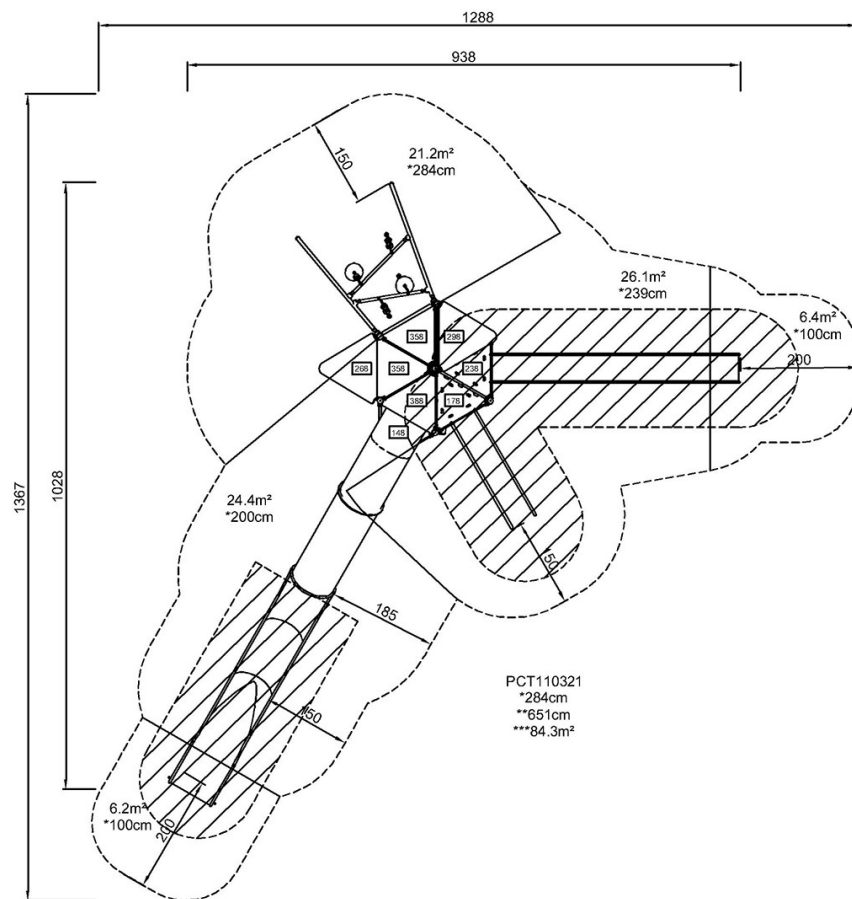 1288
938
21.2m²
*284cm
150
26.1m²
*239cm
6.4m²
*100cm
200
358
298
268
358
238
388
178
148
1367
1028
24.4m²
*200cm
150
185
PCT110321
*284cm
**651cm
***84.3m²
150
6.2m²
*100cm
200